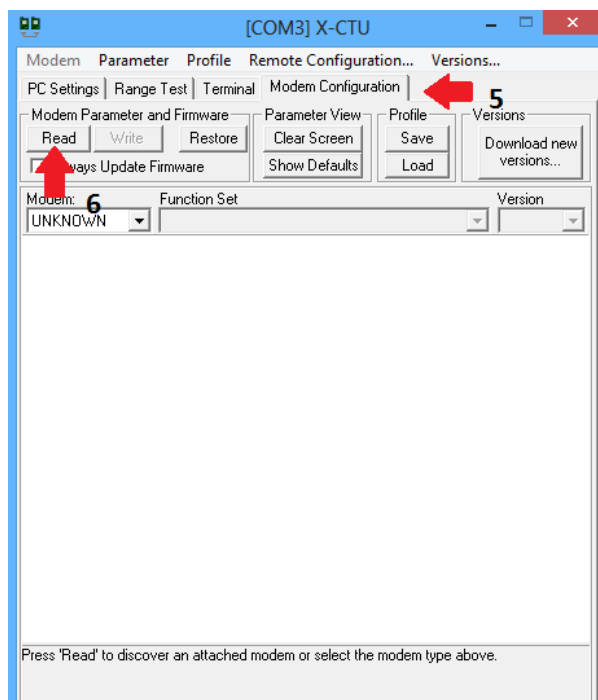 [COM3] X-CTU
Modem Parameter Profile Remote Configuration... Versions...
PC Settings Range Test Terminal Modem Configuration
5
Modem Parameter and Firmware Parameter View Profile Versions
Read Write Restore Clear Screen Save Download new versions...
ways Update Firmware Show Defaults Load
6
Modem: Function Set Version
UNKNOWN
Press 'Read' to discover an attached modem or select the modem type above.